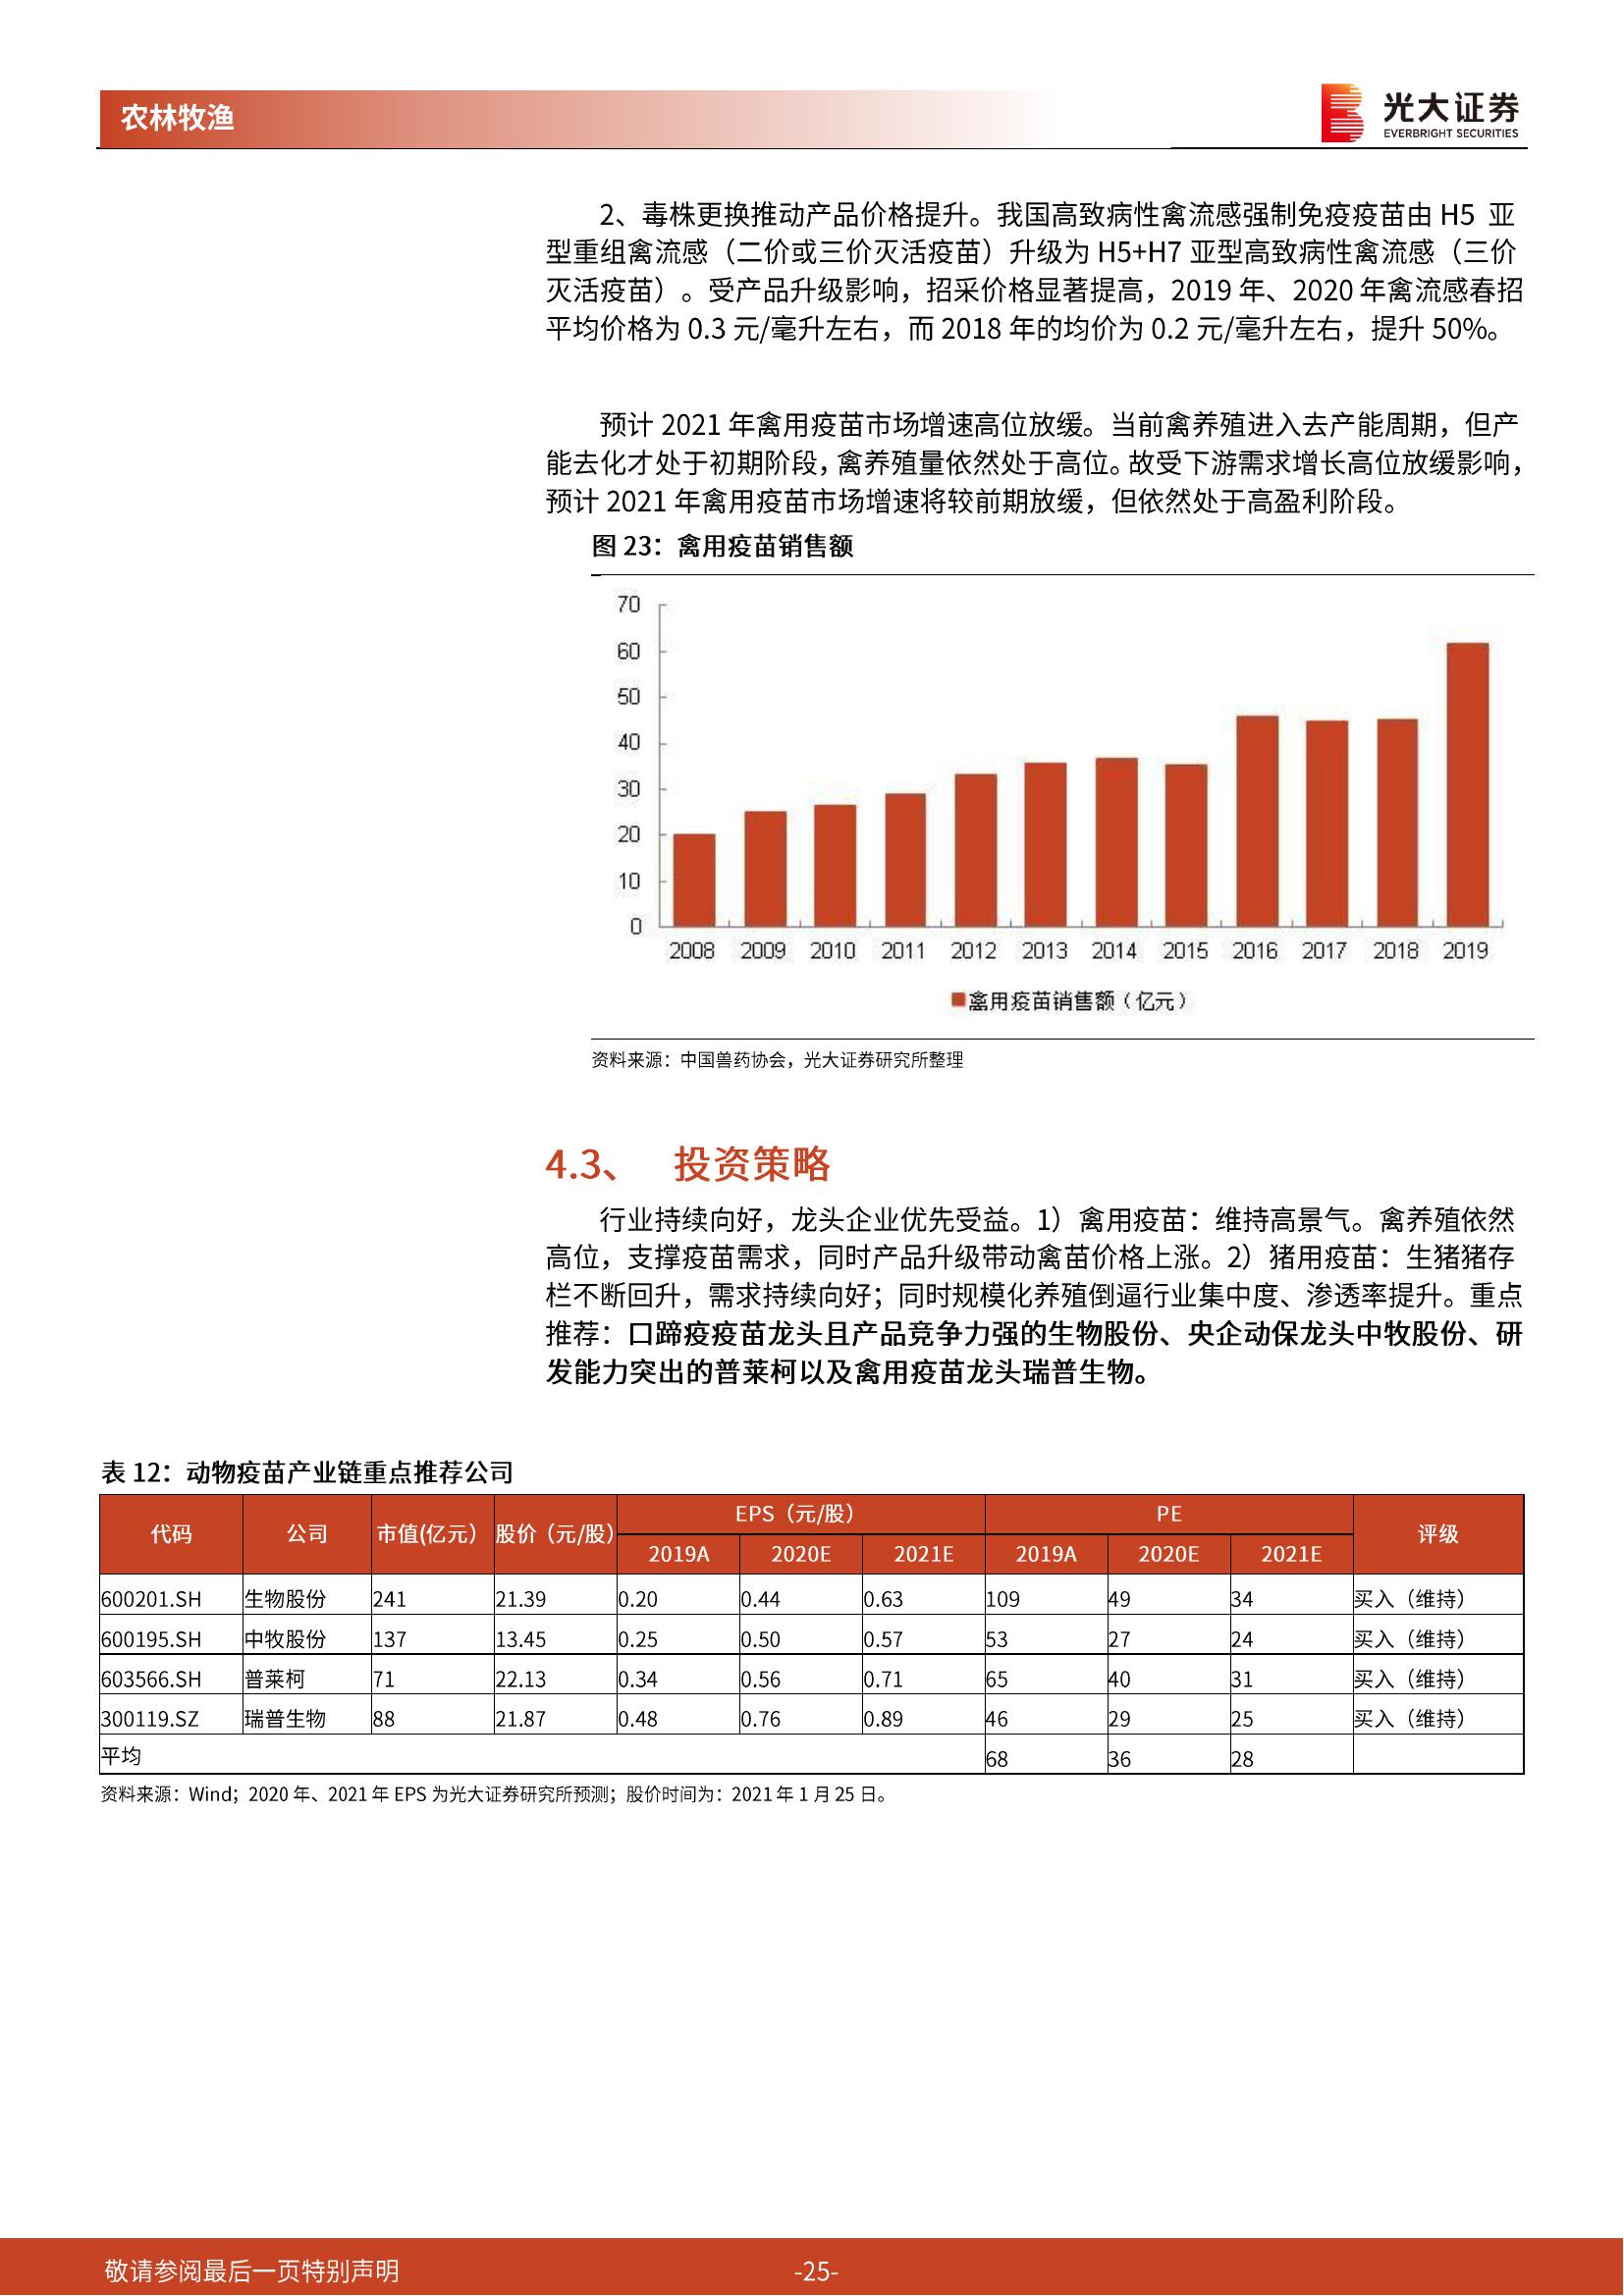 农林牧渔
光大证券
EVERBRIGHT SECURITIES
2、毒株更换推动产品价格提升。我国高致病性禽流感强制免疫疫苗由 H5 亚
型重组禽流感（二价或三价灭活疫苗）升级为 H5+H7 亚型高致病性禽流感（三价
灭活疫苗）。受产品升级影响，招采价格显著提高，2019 年、2020 年禽流感春招
平均价格为 0.3 元/毫升左右，而 2018 年的均价为 0.2 元/毫升左右，提升 50%。
预计 2021 年禽用疫苗市场增速高位放缓。当前禽养殖进入去产能周期，但产
能去化才处于初期阶段，禽养殖量依然处于高位。故受下游需求增长高位放缓影响，
预计 2021 年禽用疫苗市场增速将较前期放缓，但依然处于高盈利阶段。
图 23：禽用疫苗销售额
70
60
50
40
30
20
10
0
2008 2009 2010 2011 2012 2013 2014 2015 2016 2017 2018 2019
禽用疫苗销售额（亿元）
资料来源：中国兽药协会，光大证券研究所整理
4.3、 投资策略
行业持续向好，龙头企业优先受益。1）禽用疫苗：维持高景气。禽养殖依然
高位，支撑疫苗需求，同时产品升级带动禽苗价格上涨。2）猪用疫苗：生猪猪存
栏不断回升，需求持续向好；同时规模化养殖倒逼行业集中度、渗透率提升。重点
推荐：口蹄疫疫苗龙头且产品竞争力强的生物股份、央企动保龙头中牧股份、研
发能力突出的普莱柯以及禽用疫苗龙头瑞普生物。
表 12：动物疫苗产业链重点推荐公司
代码 公司 市值(亿元） 股价（元/股） EPS（元/股） PE 评级
2019A 2020E 2021E 2019A 2020E 2021E
600201.SH 生物股份 241 21.39 0.20 0.44 0.63 109 49 34 买入（维持）
600195.SH 中牧股份 137 13.45 0.25 0.50 0.57 53 27 24 买入（维持）
603566.SH 普莱柯 71 22.13 0.34 0.56 0.71 65 40 31 买入（维持）
300119.SZ 瑞普生物 88 21.87 0.48 0.76 0.89 46 29 25 买入（维持）
平均 68 36 28
资料来源：Wind；2020 年、2021 年 EPS 为光大证券研究所预测；股价时间为：2021 年 1 月 25 日。
敬请参阅最后一页特别声明 -25-